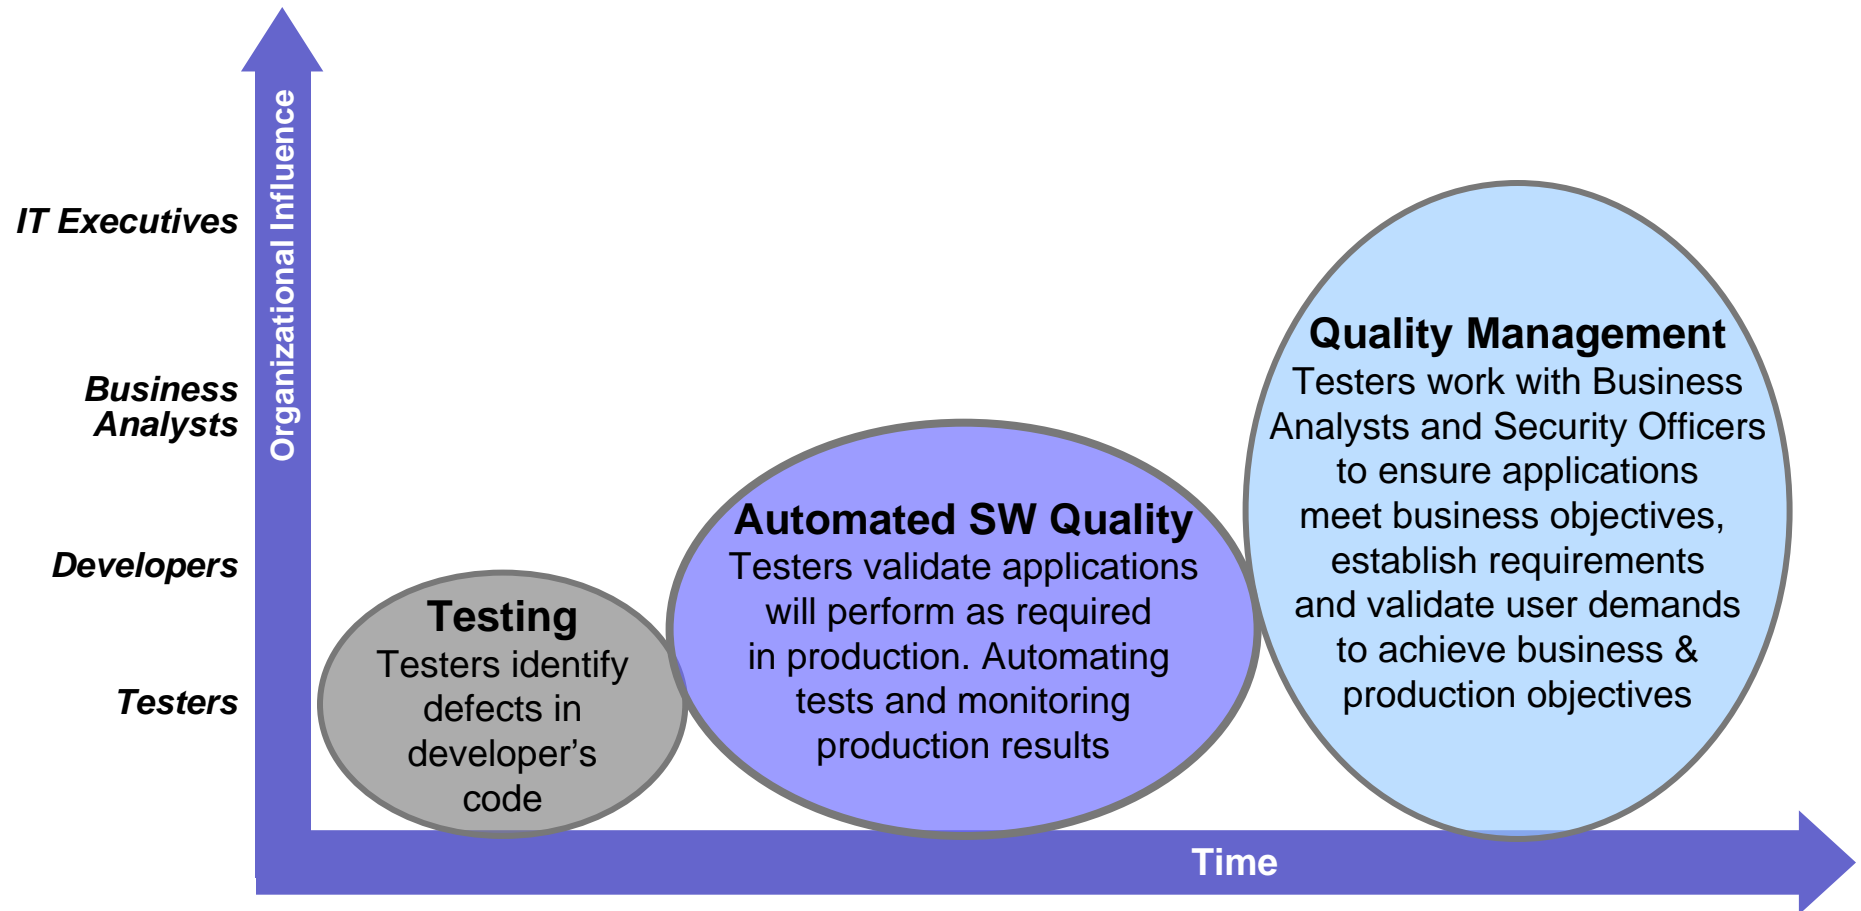 Organizational Influence
IT Executives
Business
Analysts
Developers
Testers
Testing
Testers identify
defects in
developer’s
code
Automated SW Quality
Testers validate applications
will perform as required
in production. Automating
tests and monitoring
production results
Quality Management
Testers work with Business
Analysts and Security Officers
to ensure applications
meet business objectives,
establish requirements
and validate user demands
to achieve business &
production objectives
Time